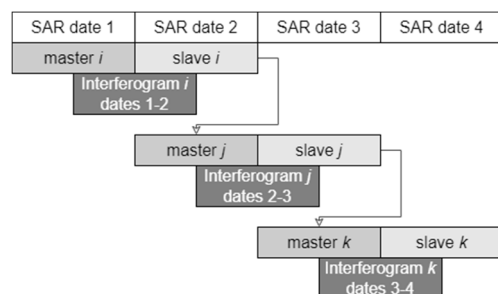 SAR date 1 SAR date 2 SAR date 3 SAR date 4
master i slave i
Interferogram i
dates 1-2
master j slave j
Interferogram j
dates 2-3
master k slave k
Interferogram k
dates 3-4